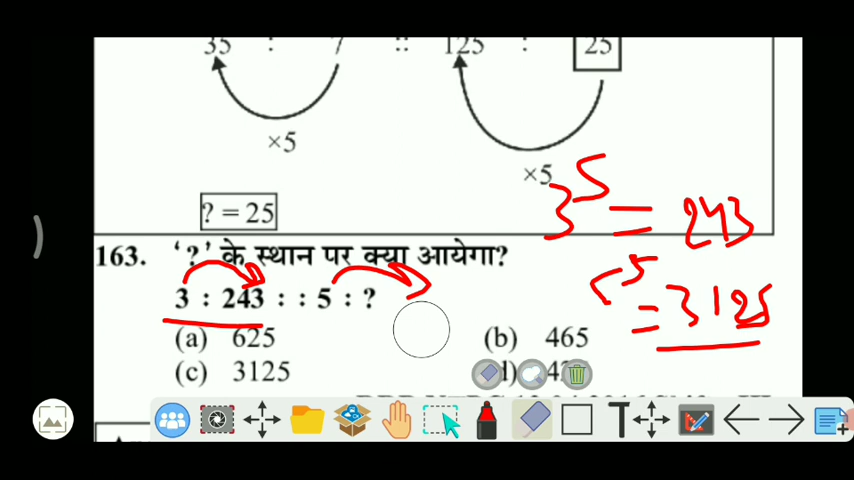 35 : 7 :: 125 : 25
×5
×5
? = 25
3⁵ = 243
163. '?' के स्थान पर क्या आयेगा?
3 : 243 : : 5 : ?
5⁵ = 3125
(a) 625 (b) 465
(c) 3125 (d)
T